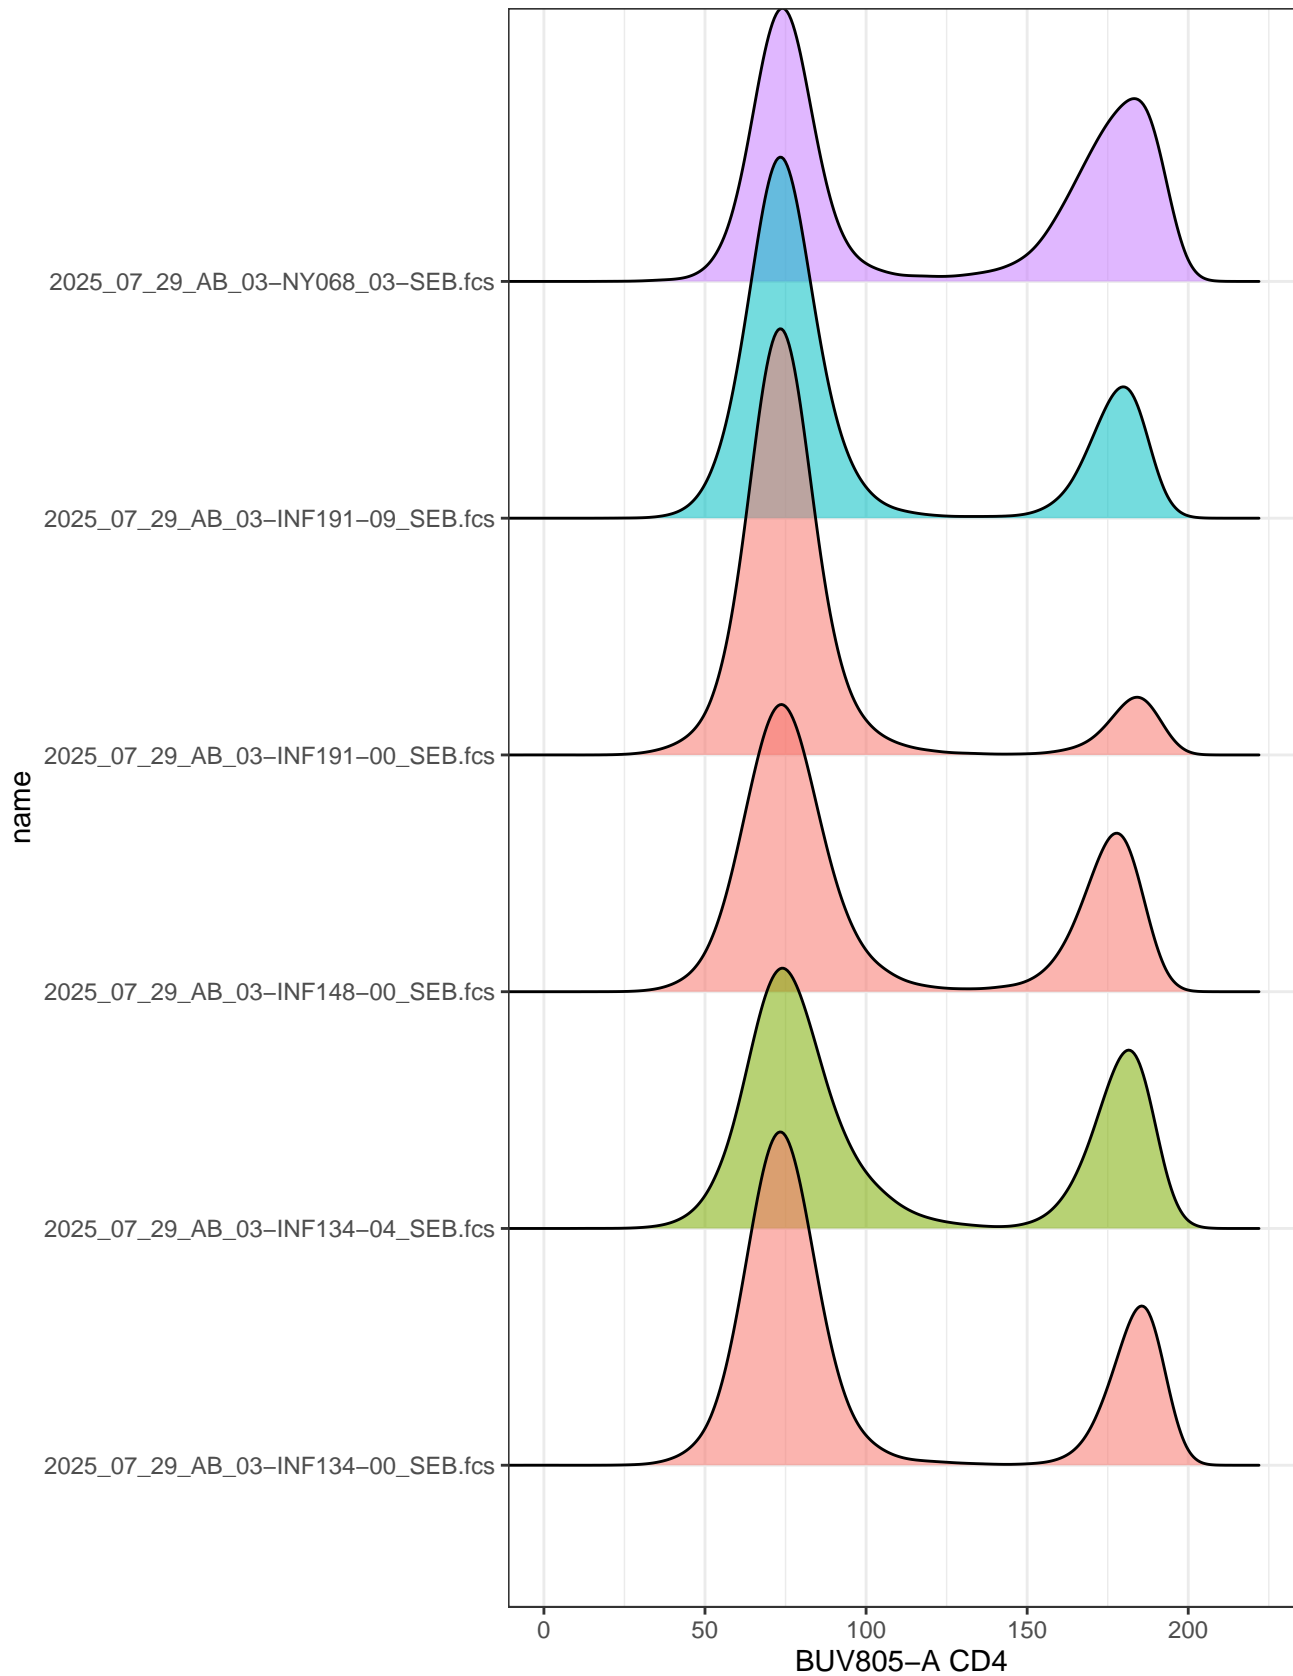 2025_07_29_AB_03−NY068_03−SEB.fcs
2025_07_29_AB_03−INF191−09_SEB.fcs
2025_07_29_AB_03−INF191−00_SEB.fcs
2025_07_29_AB_03−INF148−00_SEB.fcs
2025_07_29_AB_03−INF134−04_SEB.fcs
2025_07_29_AB_03−INF134−00_SEB.fcs
name
0 50 100 150 200
BUV805−A CD4